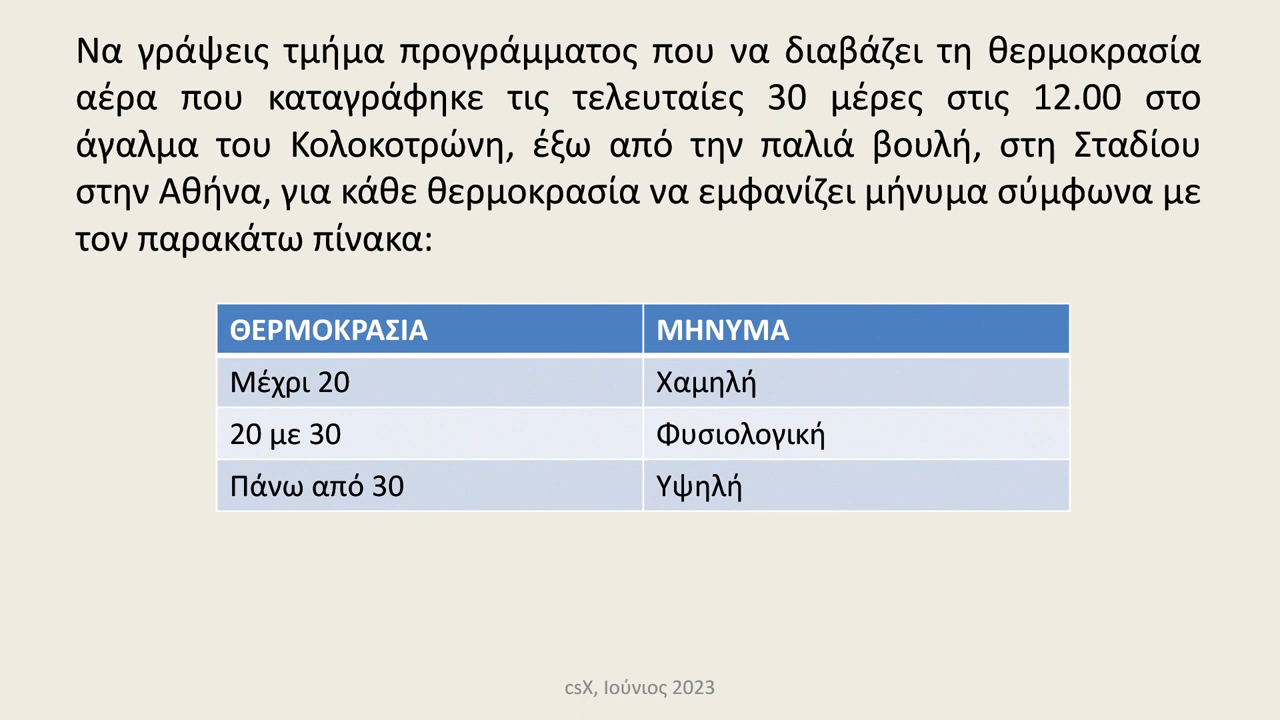 Να γράψεις τμήμα προγράμματος που να διαβάζει τη θερμοκρασία
αέρα που καταγράφηκε τις τελευταίες 30 μέρες στις 12.00 στο
άγαλμα του Κολοκοτρώνη, έξω από την παλιά βουλή, στη Σταδίου
στην Αθήνα, για κάθε θερμοκρασία να εμφανίζει μήνυμα σύμφωνα με
τον παρακάτω πίνακα:
ΘΕΡΜΟΚΡΑΣΙΑ ΜΗΝΥΜΑ
Μέχρι 20 Χαμηλή
20 με 30 Φυσιολογική
Πάνω από 30 Υψηλή
csX, Ιούνιος 2023